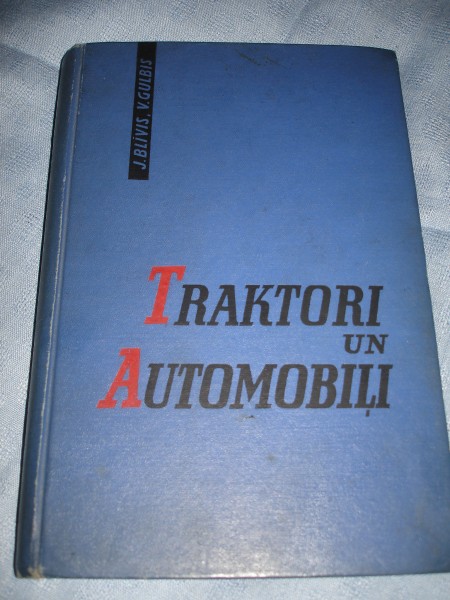 J.BLĪVIS, V.GULBIS
TRAKTORI
UN
AUTOMOBIĻI